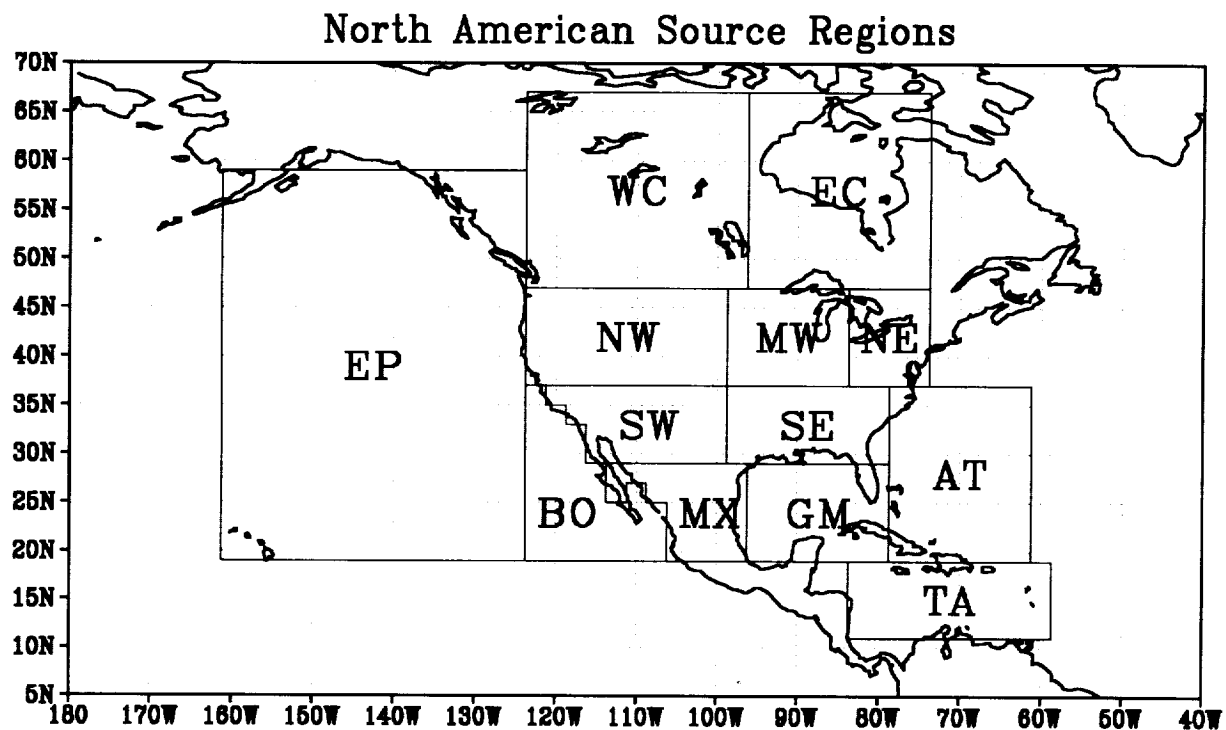 North American Source Regions
70N
65N
60N
55N
50N
45N
40N
35N
30N
25N
20N
15N
10N
5N
WC
EC
NW
MW
NE
EP
SW
SE
AT
BO
MX
GM
TA
180 170W 160W 150W 140W 130W 120W 110W 100W 90W 80W 70W 60W 50W 40W